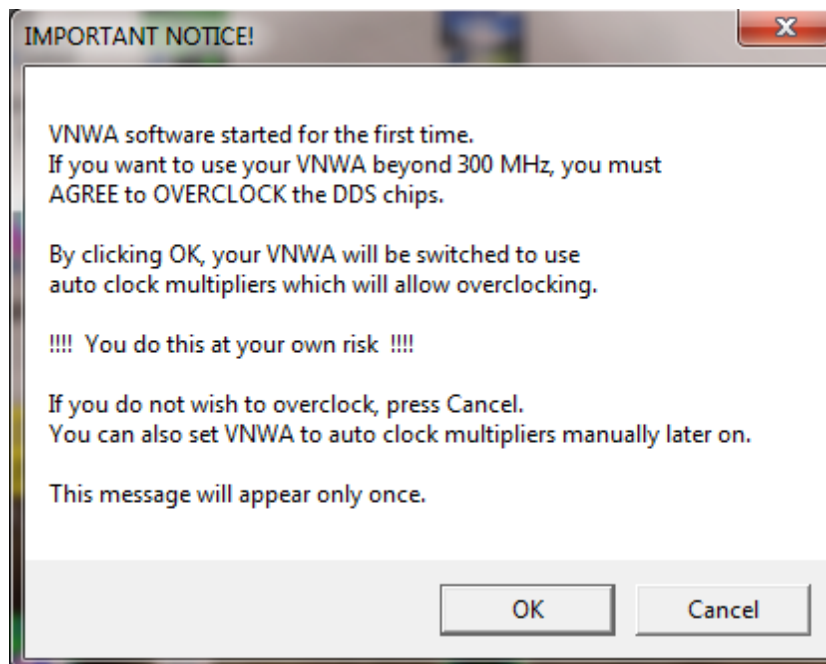 IMPORTANT NOTICE!
VNWA software started for the first time.
If you want to use your VNWA beyond 300 MHz, you must
AGREE to OVERCLOCK the DDS chips.
By clicking OK, your VNWA will be switched to use
auto clock multipliers which will allow overclocking.
!!!! You do this at your own risk !!!!
If you do not wish to overclock, press Cancel.
You can also set VNWA to auto clock multipliers manually later on.
This message will appear only once.
OK Cancel